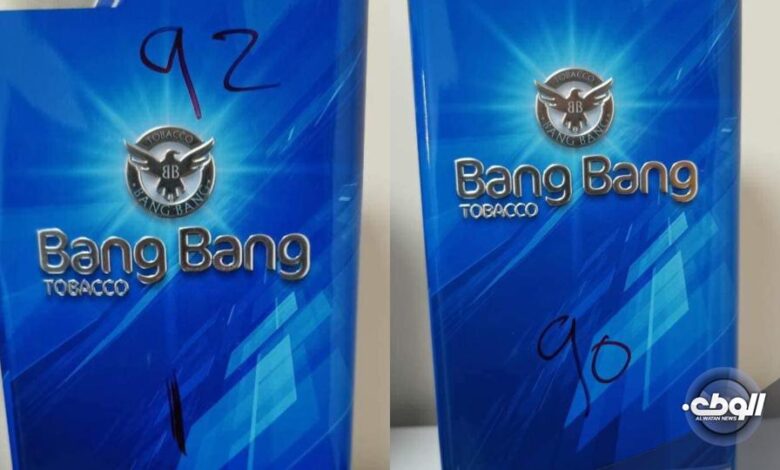 92
TOBACCO
BB
BANG BANG
Bang Bang
TOBACCO
1
TOBACCO
BB
BANG BANG
Bang Bang
TOBACCO
90
الوطن
ALWATAN NEWS